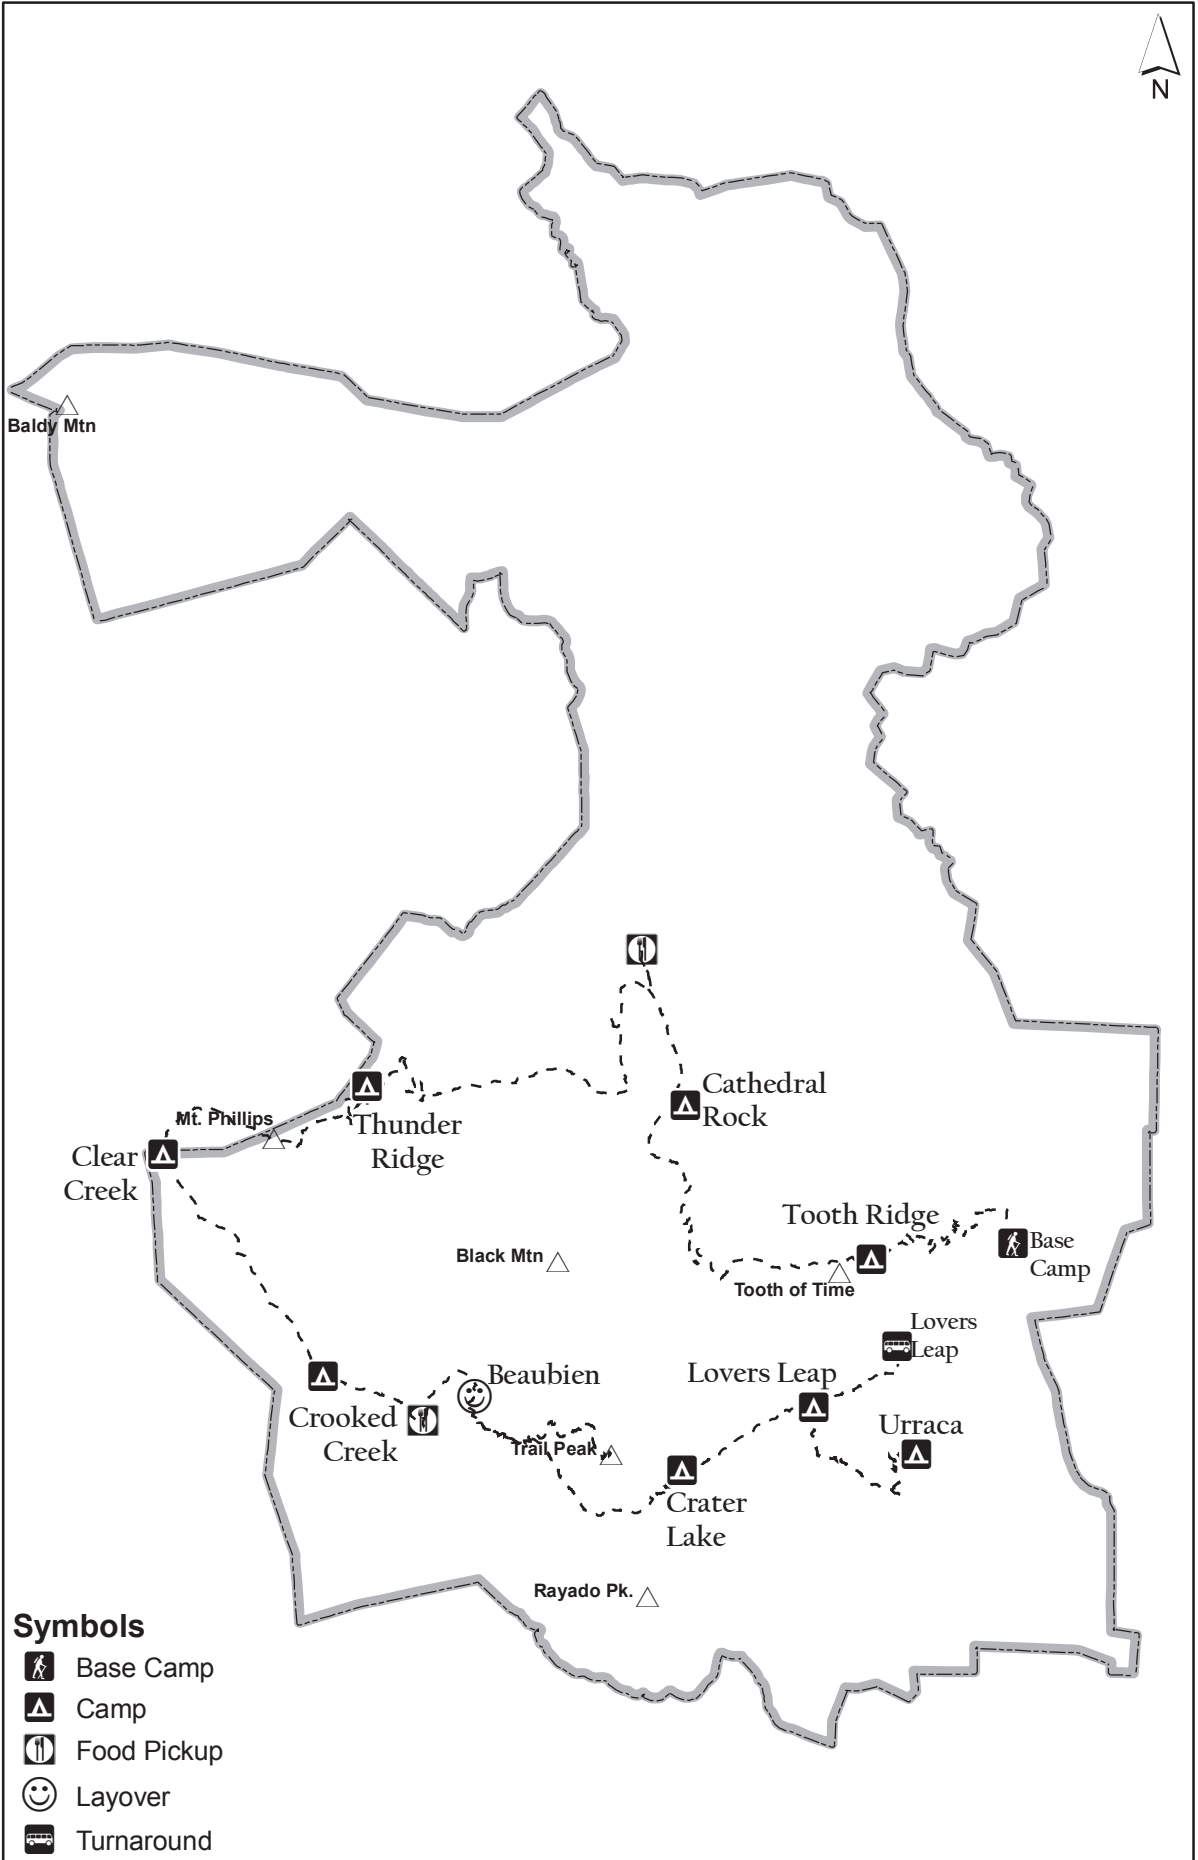 N
Baldy Mtn
Cathedral
Rock
Mt. Phillips
Thunder
Ridge
Clear
Creek
Tooth Ridge
Base
Camp
Black Mtn
Tooth of Time
Lovers
Leap
Lovers Leap
Beaubien
Crooked
Creek
Urraca
Trail Peak
Crater
Lake
Rayado Pk.
Symbols
Base Camp
Camp
Food Pickup
Layover
Turnaround